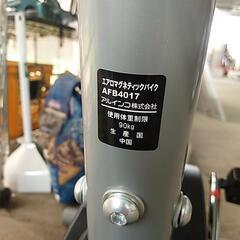 エアロマグネティックバイク
AFB4017
アルインコ株式会社
使用体重制限
90kg
生産国
中国